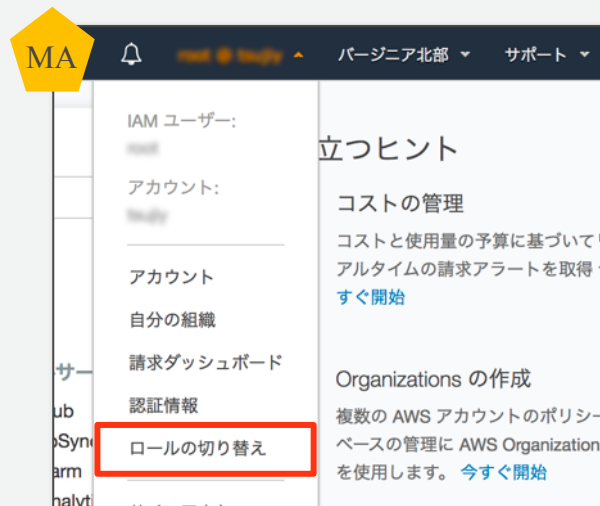 MA
バージニア北部
サポート
IAM ユーザー:
アカウント:
アカウント
自分の組織
請求ダッシュボード
認証情報
ロールの切り替え
立つヒント
コストの管理
コストと使用量の予算に基づいて
アルタイムの請求アラートを取得
すぐ開始
Organizations の作成
複数の AWS アカウントのポリシー
ベースの管理に AWS Organization
を使用します。 今すぐ開始
サー
ub
arm